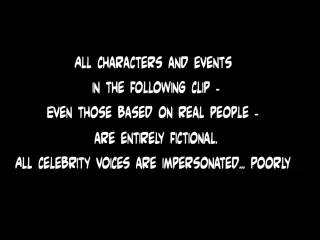 ALL CHARACTERS AND EVENTS
IN THE FOLLOWING CLIP -
EVEN THOSE BASED ON REAL PEOPLE -
ARE ENTIRELY FICTIONAL.
ALL CELEBRITY VOICES ARE IMPERSONATED... POORLY